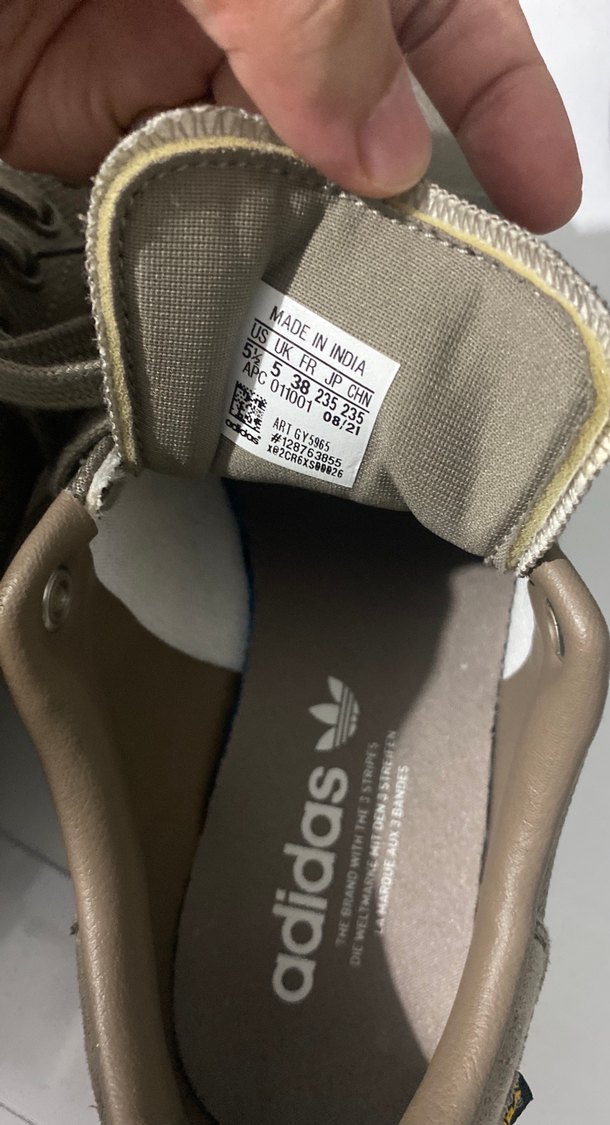 MADE IN INDIA
US UK FR JP CHN
5½ 5 38 235 235
APC 011001 08/21
ART GY5965
#128763855
x@2CR6XS00026
adidas
adidas
THE BRAND WITH THE 3 STRIPES
DIE WELTMARKE MIT DEN 3 STREIFEN
LA MARQUE AUX 3 BANDES